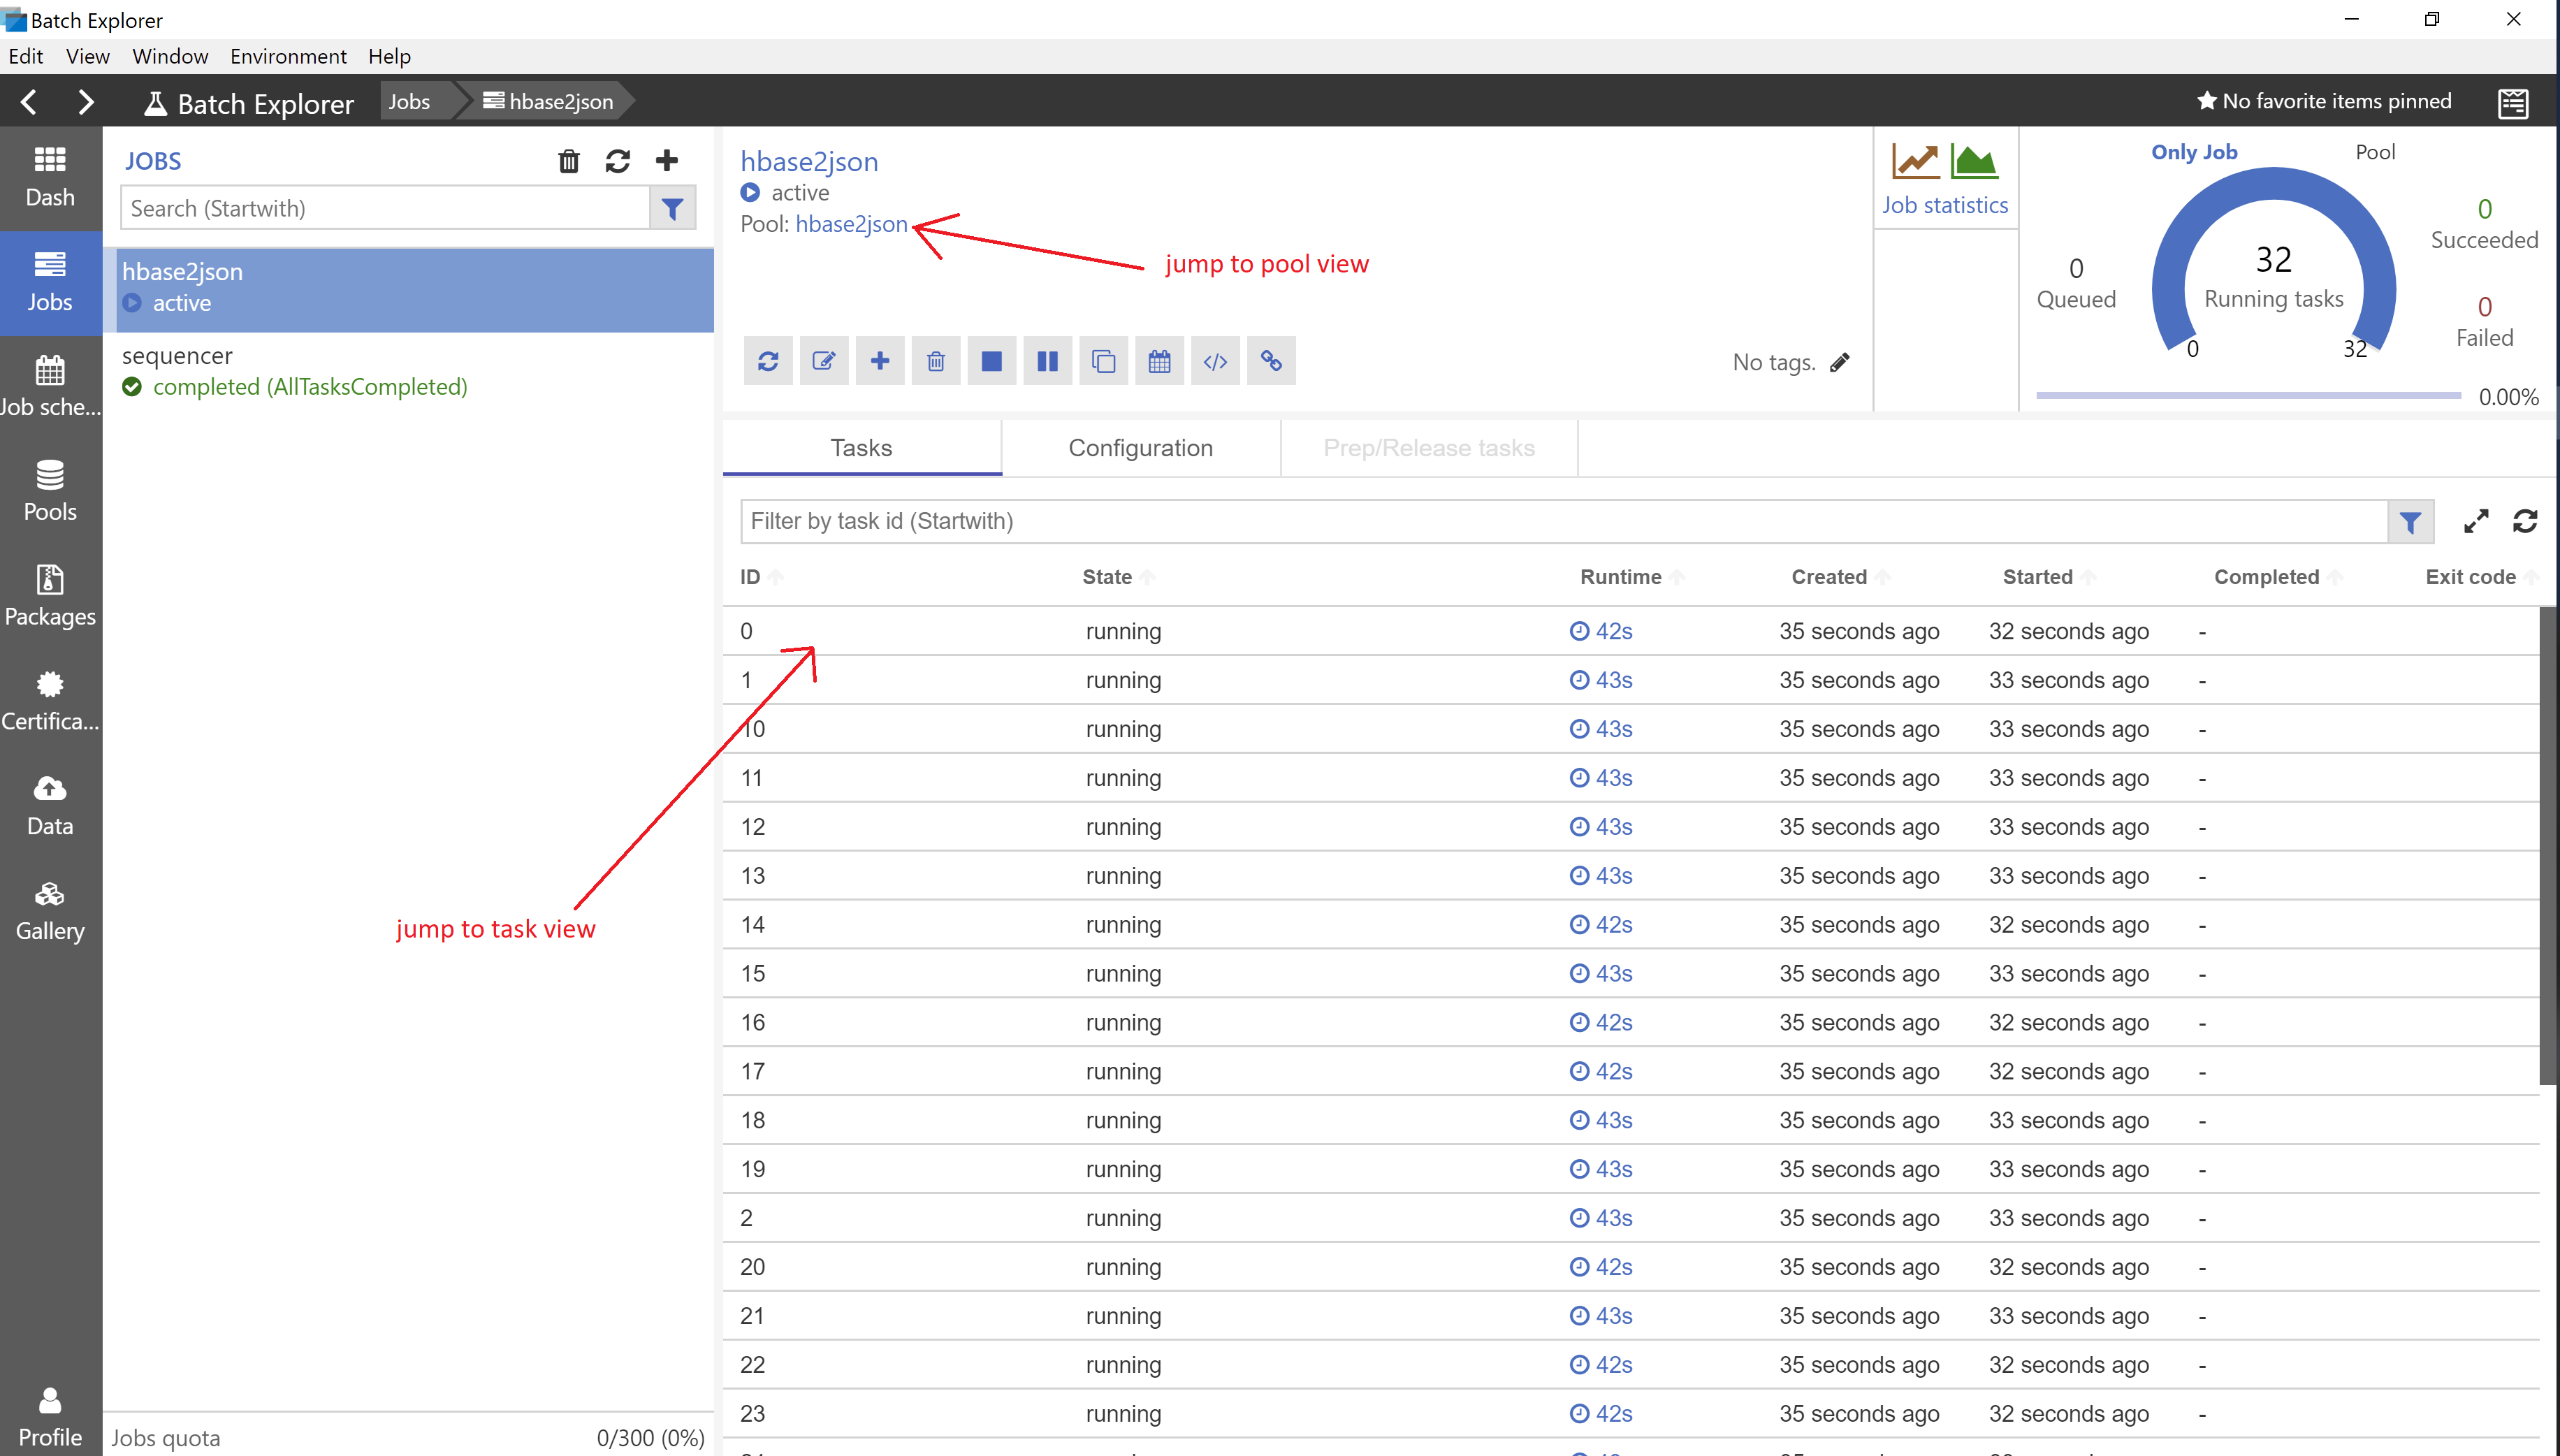 Batch Explorer
Edit View Window Environment Help
Batch Explorer Jobs hbase2json No favorite items pinned
Dash
Jobs
Job sche...
Pools
Packages
Certifica...
Data
Gallery
Profile
JOBS
Search (Startwith)
hbase2json
active
sequencer
completed (AllTasksCompleted)
jump to task view
Jobs quota 0/300 (0%)
hbase2json
active
Pool: hbase2json
jump to pool view
No tags.
Job statistics
Only Job Pool
0
Queued
32
Running tasks
0 32
0
Succeeded
0
Failed
0.00%
Tasks Configuration Prep/Release tasks
Filter by task id (Startwith)
ID State Runtime Created Started Completed Exit code
0 running 42s 35 seconds ago 32 seconds ago -
1 running 43s 35 seconds ago 33 seconds ago -
10 running 43s 35 seconds ago 33 seconds ago -
11 running 43s 35 seconds ago 33 seconds ago -
12 running 43s 35 seconds ago 33 seconds ago -
13 running 43s 35 seconds ago 33 seconds ago -
14 running 42s 35 seconds ago 32 seconds ago -
15 running 43s 35 seconds ago 33 seconds ago -
16 running 42s 35 seconds ago 32 seconds ago -
17 running 42s 35 seconds ago 32 seconds ago -
18 running 43s 35 seconds ago 33 seconds ago -
19 running 43s 35 seconds ago 33 seconds ago -
2 running 43s 35 seconds ago 33 seconds ago -
20 running 42s 35 seconds ago 32 seconds ago -
21 running 43s 35 seconds ago 33 seconds ago -
22 running 42s 35 seconds ago 32 seconds ago -
23 running 42s 35 seconds ago 32 seconds ago -